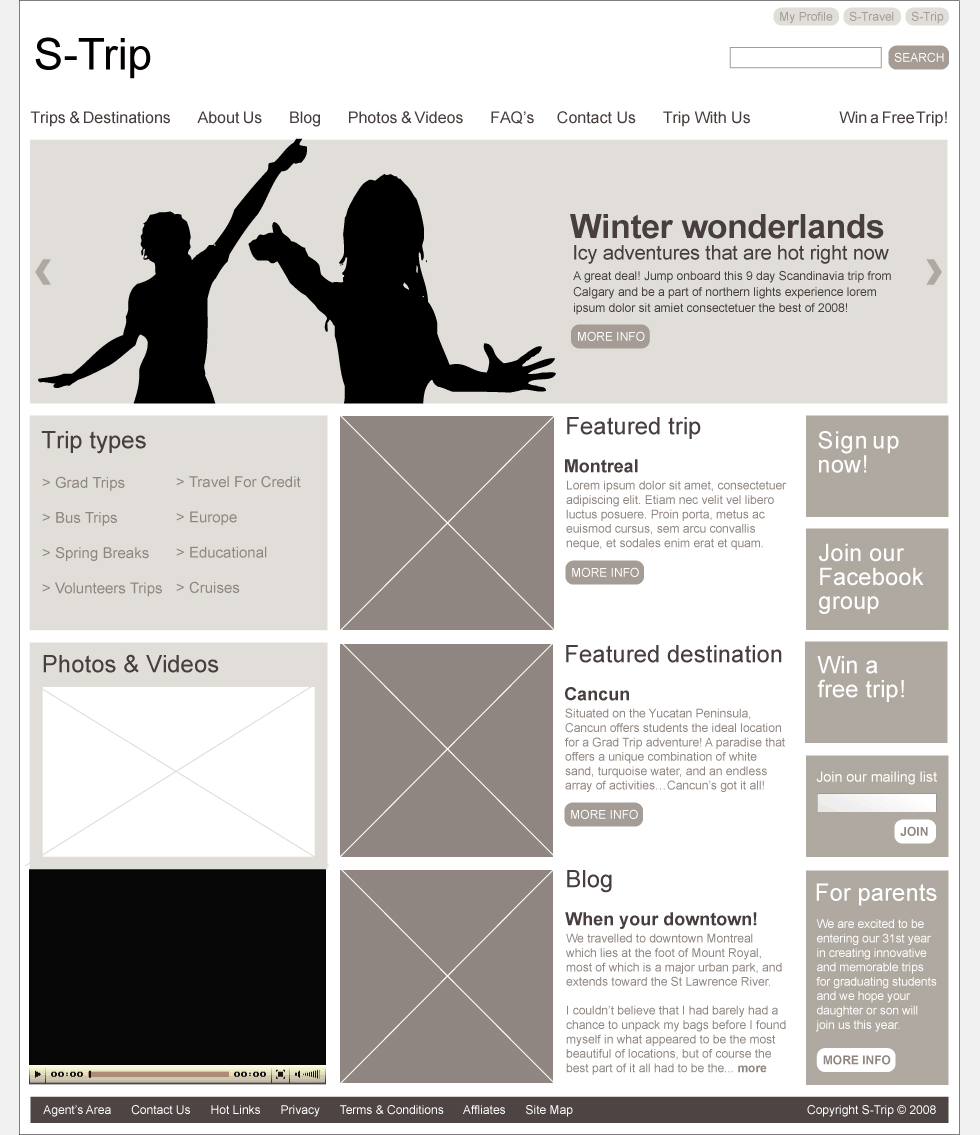 My Profile S-Travel S-Trip
S-Trip
SEARCH
Trips & Destinations About Us Blog Photos & Videos FAQ's Contact Us Trip With Us Win a Free Trip!
Winter wonderlands
Icy adventures that are hot right now
A great deal! Jump onboard this 9 day Scandinavia trip from
Calgary and be a part of northern lights experience lorem
ipsum dolor sit amiet consectetuer the best of 2008!
MORE INFO
Trip types
> Grad Trips > Travel For Credit
> Bus Trips > Europe
> Spring Breaks > Educational
> Volunteers Trips > Cruises
Featured trip
Montreal
Lorem ipsum dolor sit amet, consectetuer
adipiscing elit. Etiam nec velit vel libero
luctus posuere. Proin porta, metus ac
euismod cursus, sem arcu convallis
neque, et sodales enim erat et quam.
MORE INFO
Sign up
now!
Join our
Facebook
group
Photos & Videos
Featured destination
Cancun
Situated on the Yucatan Peninsula,
Cancun offers students the ideal location
for a Grad Trip adventure! A paradise that
offers a unique combination of white
sand, turquoise water, and an endless
array of activities...Cancun's got it all!
MORE INFO
Win a
free trip!
Join our mailing list
JOIN
00:00 00:00
Blog
When your downtown!
We travelled to downtown Montreal
which lies at the foot of Mount Royal,
most of which is a major urban park, and
extends toward the St Lawrence River.
I couldn't believe that I had barely had a
chance to unpack my bags before I found
myself in what appeared to be the most
beautiful of locations, but of course the
best part of it all had to be the... more
For parents
We are excited to be
entering our 31st year
in creating innovative
and memorable trips
for graduating students
and we hope your
daughter or son will
join us this year.
MORE INFO
Agent's Area Contact Us Hot Links Privacy Terms & Conditions Affliates Site Map Copyright S-Trip © 2008